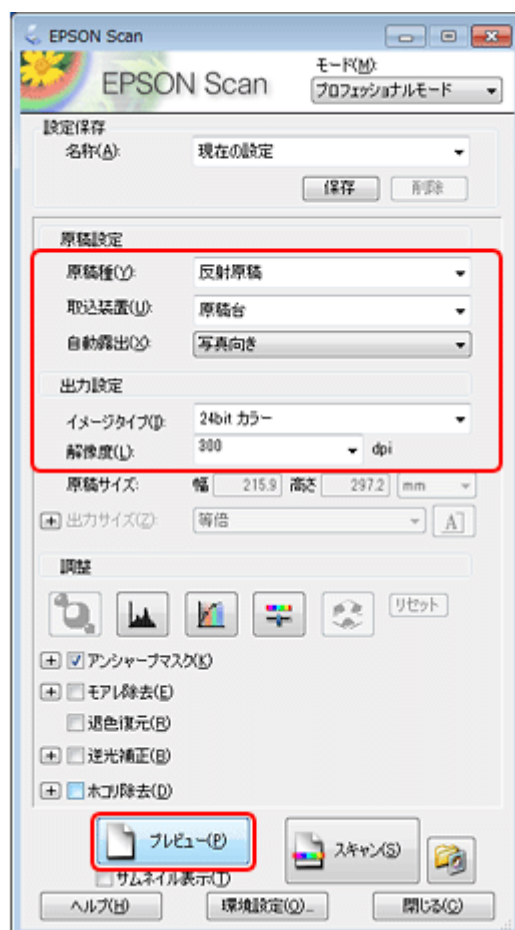 EPSON Scan
EPSON Scan
モード(M):
プロフェッショナルモード
設定保存
名称(A):
現在の設定
保存
削除
原稿設定
原稿種(Y):
反射原稿
取込装置(U):
原稿台
自動露出(X):
写真向き
出力設定
イメージタイプ(I):
24bit カラー
解像度(L):
300
dpi
原稿サイズ:
幅 215.9 高さ 297.2 mm
出力サイズ(Z):
等倍
A
調整
リセット
アンシャープマスク(K)
モアレ除去(E)
退色復元(R)
逆光補正(B)
ホコリ除去(D)
プレビュー(P)
スキャン(S)
サムネイル表示(T)
ヘルプ(H)
環境設定(O)...
閉じる(C)